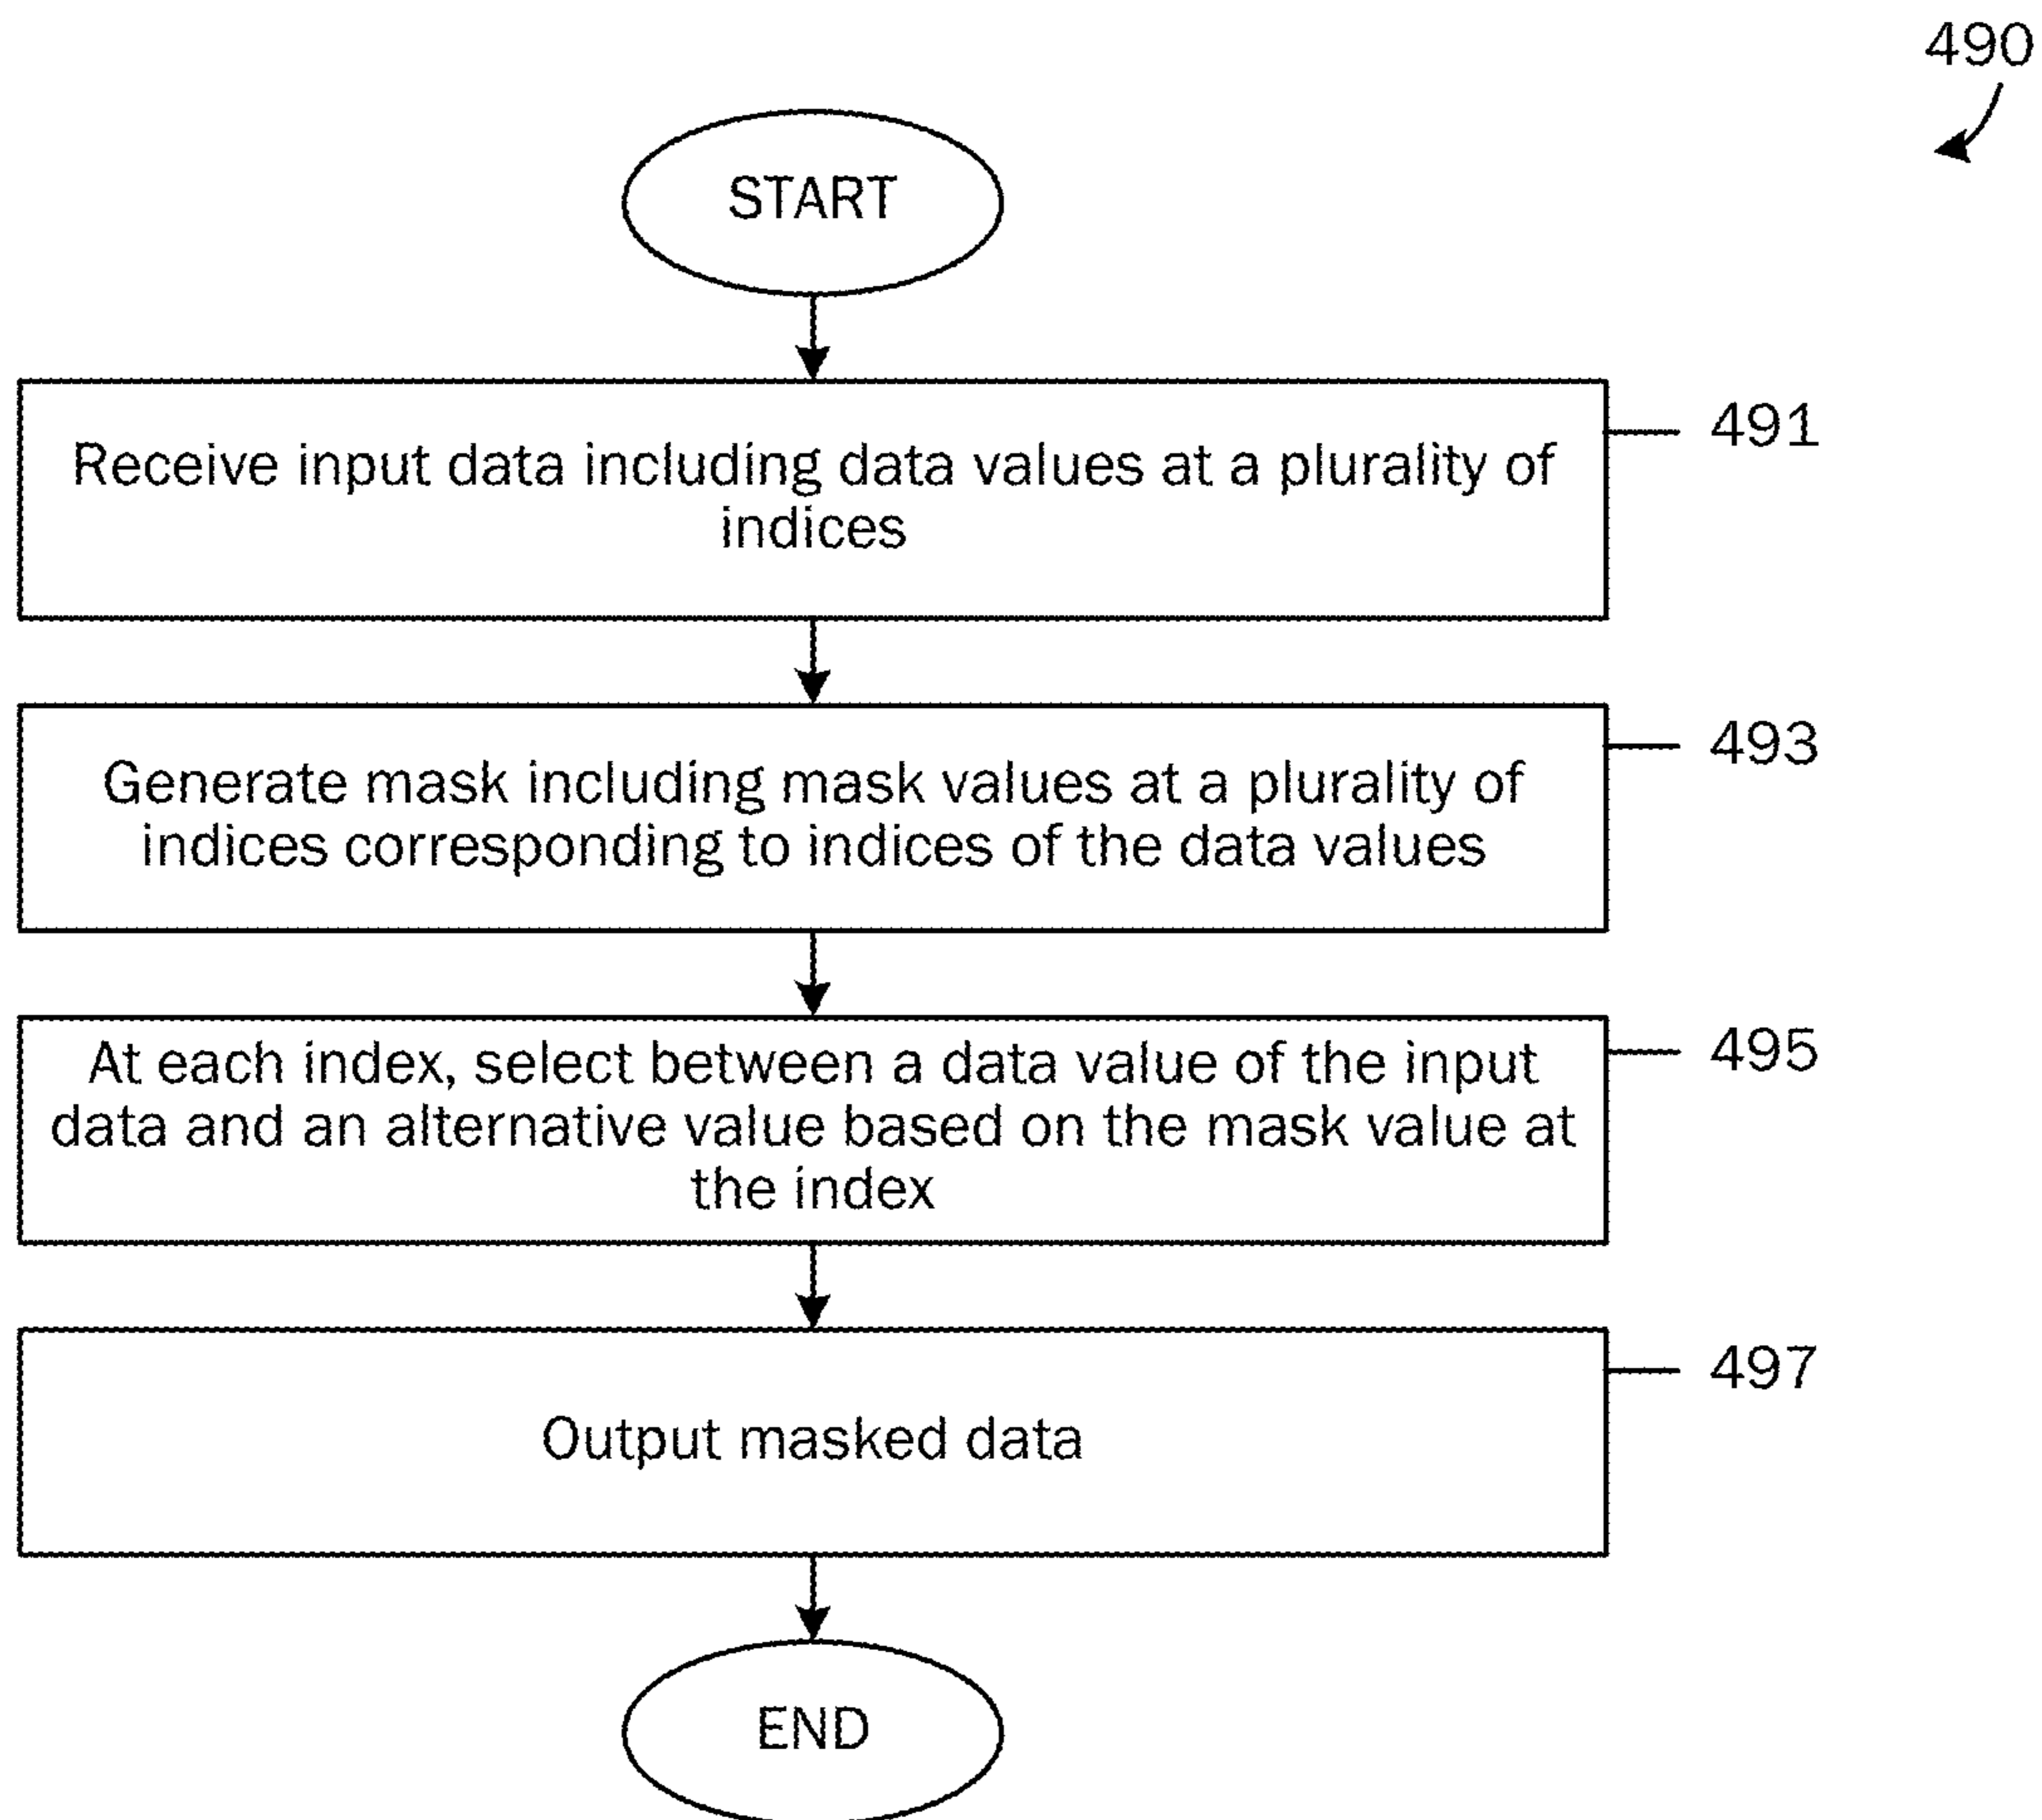 490
START
Receive input data including data values at a plurality of
indices
491
Generate mask including mask values at a plurality of
indices corresponding to indices of the data values
493
At each index, select between a data value of the input
data and an alternative value based on the mask value at
the index
495
Output masked data
497
END